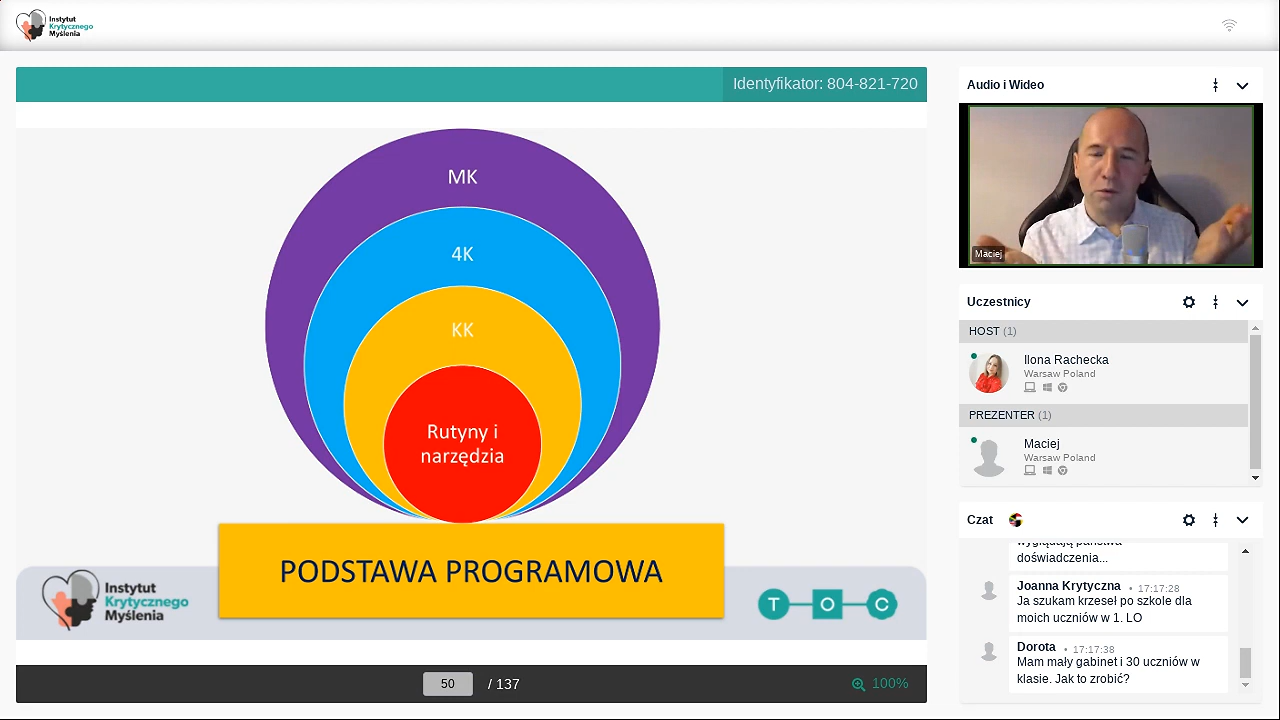 Instytut
Krytycznego
Myślenia
Identyfikator: 804-821-720
MK
4K
KK
Rutyny i
narzędzia
PODSTAWA PROGRAMOWA
Instytut
Krytycznego
Myślenia
T O C
50 / 137
100%
Audio i Wideo
Maciej
Uczestnicy
HOST (1)
Ilona Rachecka
Warsaw Poland
PREZENTER (1)
Maciej
Warsaw Poland
Czat
wyglądają państwa
doświadczenia...
Joanna Krytyczna • 17:17:28
Ja szukam krzeseł po szkole dla
moich uczniów w 1. LO
Dorota • 17:17:38
Mam mały gabinet i 30 uczniów w
klasie. Jak to zrobić?